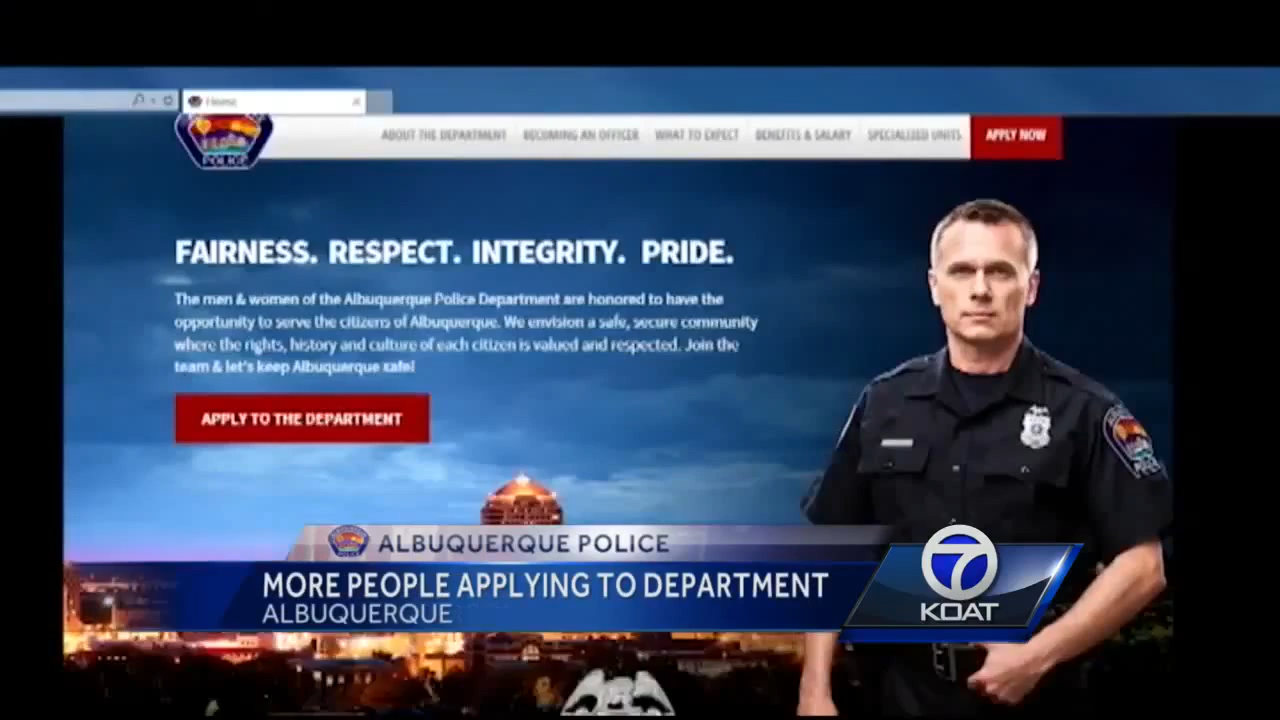 Home
POLICE
ABOUT THE DEPARTMENT BECOMING AN OFFICER WHAT TO EXPECT BENEFITS & SALARY SPECIALIZED UNITS APPLY NOW
FAIRNESS. RESPECT. INTEGRITY. PRIDE.
The men & women of the Albuquerque Police Department are honored to have the
opportunity to serve the citizens of Albuquerque. We envision a safe, secure community
where the rights, history and culture of each citizen is valued and respected. Join the
team & let's keep Albuquerque safe!
APPLY TO THE DEPARTMENT
POLICE
ALBUQUERQUE POLICE
MORE PEOPLE APPLYING TO DEPARTMENT
ALBUQUERQUE
7
KOAT